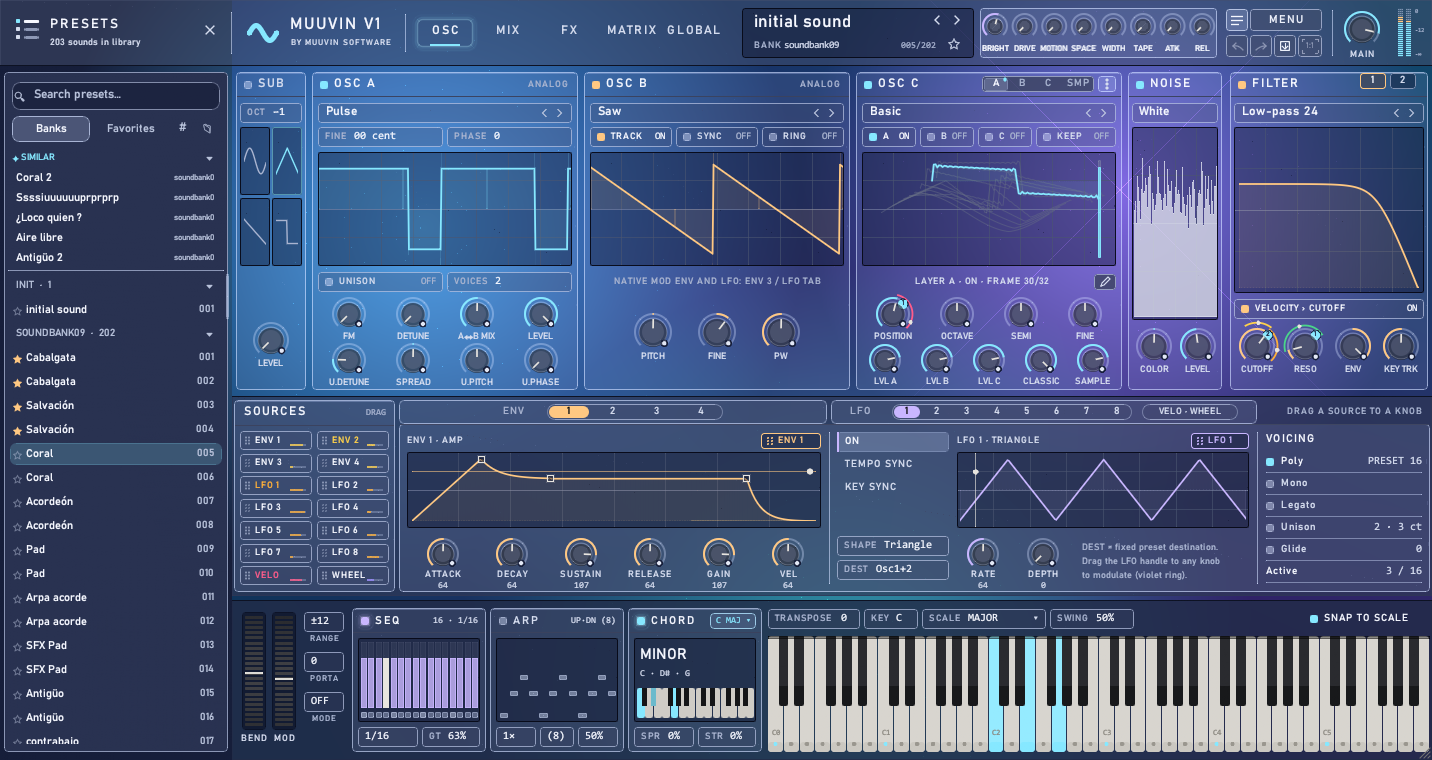 PRESETS
203 sounds in library
MUUVIN V1
BY MUUVIN SOFTWARE
OSC
MIX
FX
MATRIX
GLOBAL
initial sound
BANK soundbank09
005/202
BRIGHT
DRIVE
MOTION
SPACE
WIDTH
TAPE
ATK
REL
MENU
1:1
MAIN
0
-12
-∞
Search presets…
Banks
Favorites
#
SIMILAR
Coral 2 soundbank0
Ssssiuuuuuuprprprp soundbank0
¿Loco quien ? soundbank0
Aire libre soundbank0
Antigüo 2 soundbank0
INIT · 1
initial sound 001
SOUNDBANK09 · 202
Cabalgata 001
Cabalgata 002
Salvación 003
Salvación 004
Coral 005
Coral 006
Acordeón 007
Acordeón 008
Pad 009
Pad 010
Arpa acorde 011
Arpa acorde 012
SFX Pad 013
SFX Pad 014
Antigüo 015
Antigüo 016
contrabajo 017
SUB
OCT -1
LEVEL
OSC A
ANALOG
Pulse
FINE 00 cent
PHASE 0
UNISON OFF
VOICES 2
FM
DETUNE
A↔B MIX
LEVEL
U.DETUNE
SPREAD
U.PITCH
U.PHASE
OSC B
ANALOG
Saw
TRACK ON
SYNC OFF
RING OFF
NATIVE MOD ENV AND LFO: ENV 3 / LFO TAB
PITCH
FINE
PW
OSC C
A
B
C
SMP
Basic
A ON
B OFF
C OFF
KEEP OFF
LAYER A · ON · FRAME 30/32
POSITION
OCTAVE
SEMI
FINE
LVL A
LVL B
LVL C
CLASSIC
SAMPLE
NOISE
White
COLOR
LEVEL
FILTER
1
2
Low-pass 24
VELOCITY › CUTOFF ON
CUTOFF
RESO
ENV
KEY TRK
SOURCES
DRAG
ENV 1
ENV 2
ENV 3
ENV 4
LFO 1
LFO 2
LFO 3
LFO 4
LFO 5
LFO 6
LFO 7
LFO 8
VELO
WHEEL
ENV
1
2
3
4
ENV 1 · AMP
ENV 1
ATTACK
DECAY
SUSTAIN
RELEASE
GAIN
VEL
64
64
107
64
107
64
LFO
1
2
3
4
5
6
7
8
VELO · WHEEL
DRAG A SOURCE TO A KNOB
ON
TEMPO SYNC
KEY SYNC
SHAPE Triangle
DEST Osc1+2
LFO 1 · TRIANGLE
LFO 1
RATE
DEPTH
64
0
DEST = fixed preset destination.
Drag the LFO handle to any knob
to modulate (violet ring).
VOICING
Poly PRESET 16
Mono
Legato
Unison 2 · 3 ct
Glide 0
Active 3 / 16
BEND
MOD
±12
RANGE
0
PORTA
OFF
MODE
SEQ
16 · 1/16
1/16
GT 63%
ARP
UP·DN (8)
1×
(8)
50%
CHORD
C MAJ
MINOR
C · D# · G
SPR 0%
STR 0%
TRANSPOSE 0
KEY C
SCALE MAJOR
SWING 50%
SNAP TO SCALE
C0
C1
C2
C3
C4
C5